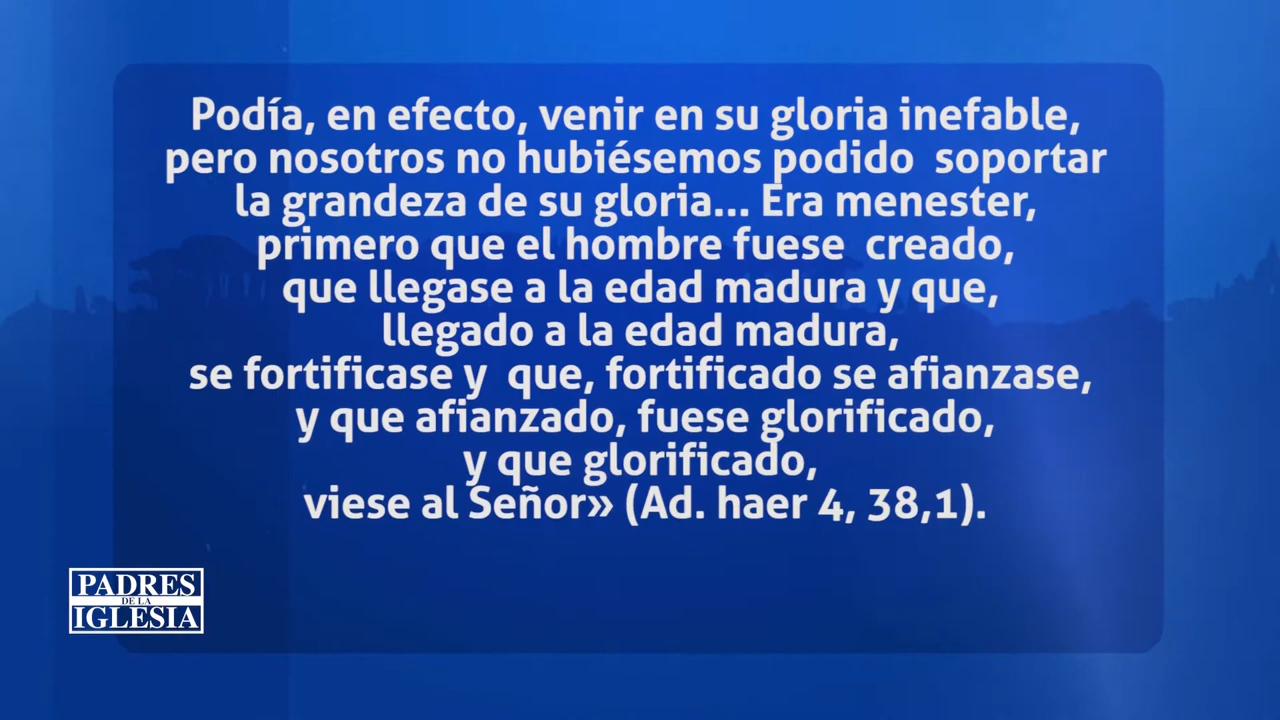 Podía, en efecto, venir en su gloria inefable,
pero nosotros no hubiésemos podido  soportar
la grandeza de su gloria... Era menester,
primero que el hombre fuese  creado,
que llegase a la edad madura y que,
llegado a la edad madura,
se fortificase y  que, fortificado se afianzase,
y que afianzado, fuese glorificado,
y que glorificado,
viese al Señor» (Ad. haer 4, 38,1).
PADRES
DE LA
IGLESIA